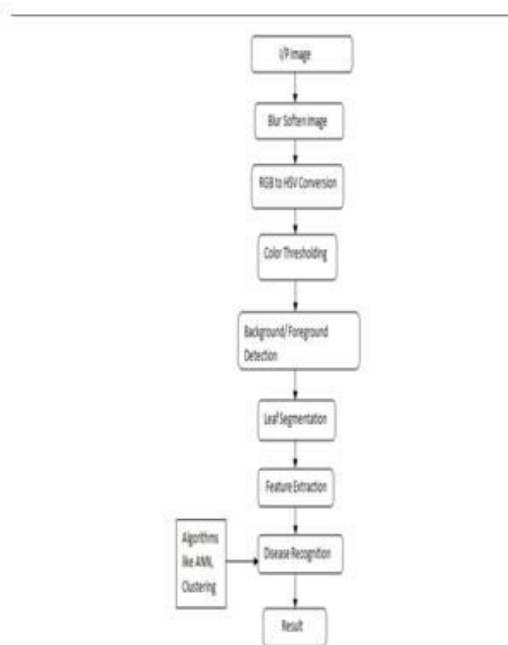 I/P image
Blur Soften image
RGB to HSV Conversion
Color Thresholding
Background/ Foreground
Detection
Leaf Segmentation
Feature Extraction
Algorithms
like ANN,
Clustering
Disease Recognition
Result